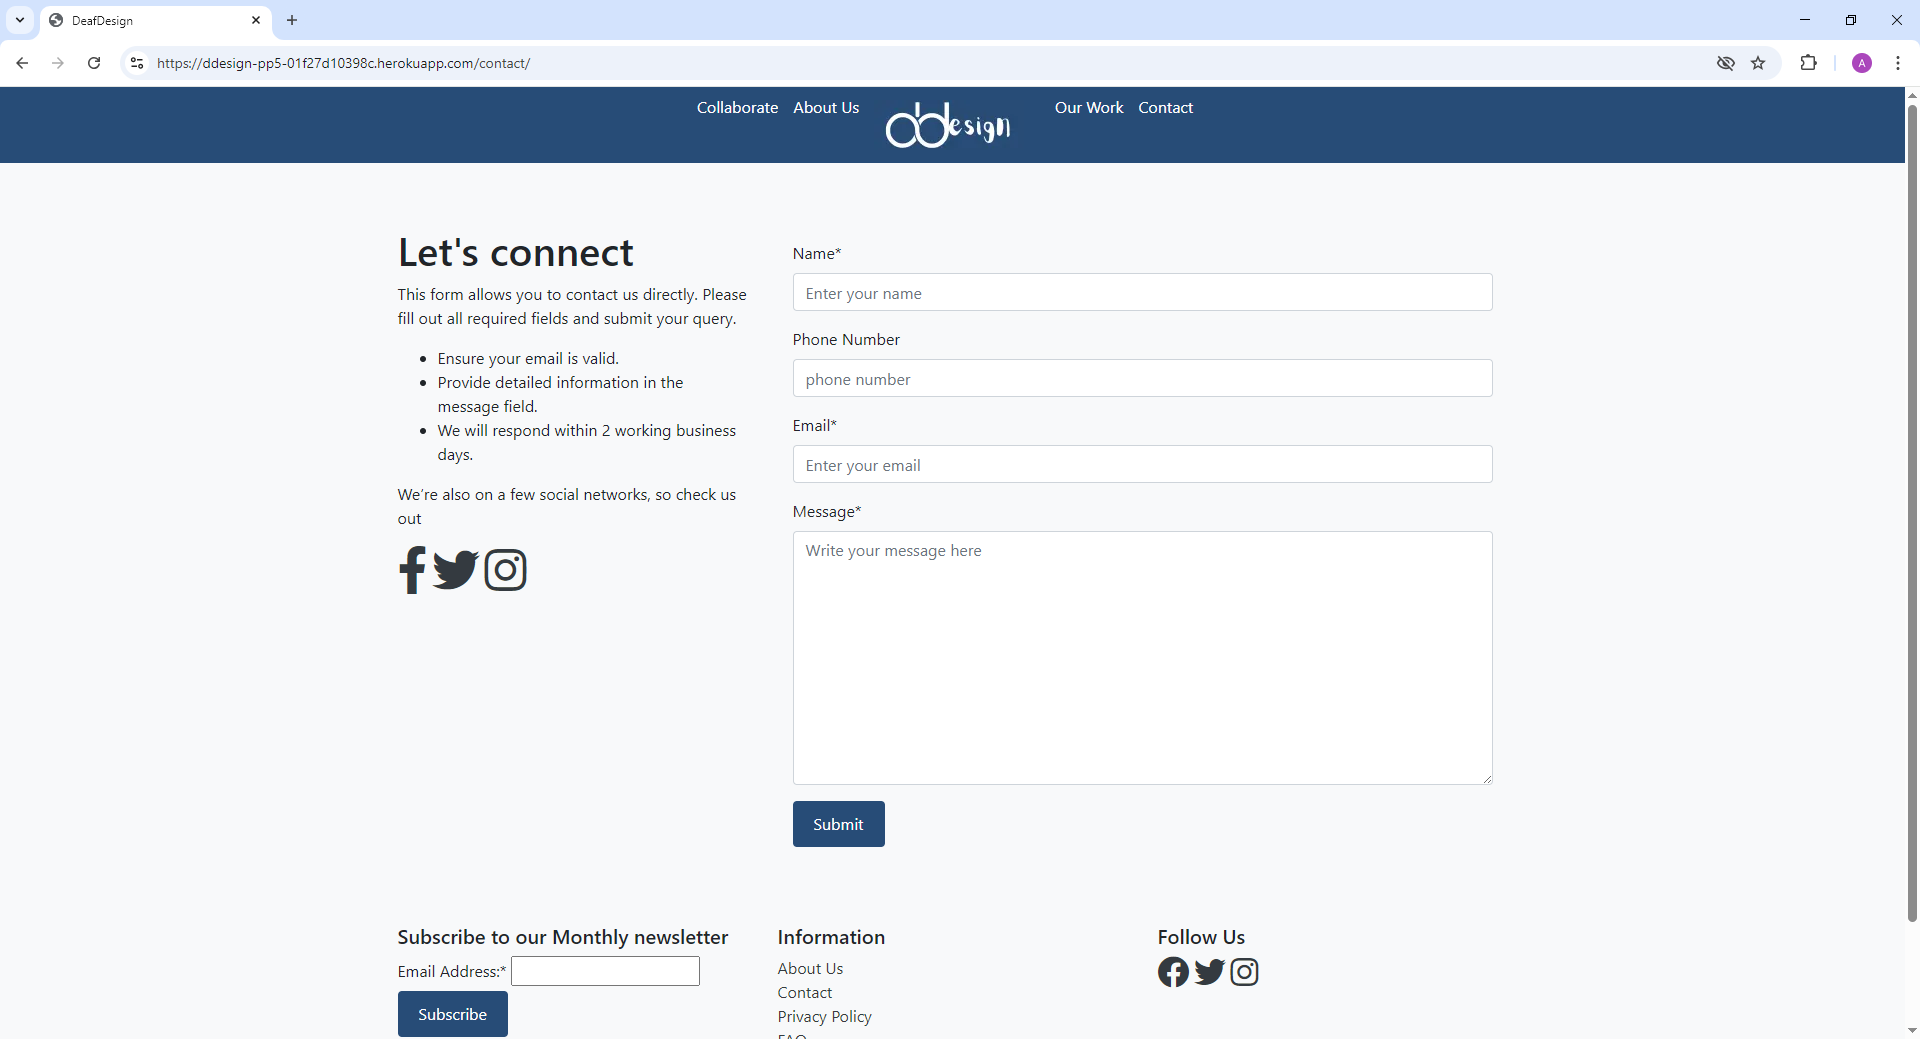 DeafDesign
https://ddesign-pp5-01f27d10398c.herokuapp.com/contact/
A
Collaborate About Us dDesign Our Work Contact
Let's connect
This form allows you to contact us directly. Please
fill out all required fields and submit your query.
Ensure your email is valid.
Provide detailed information in the
message field.
We will respond within 2 working business
days.
We're also on a few social networks, so check us
out
Name*
Enter your name
Phone Number
phone number
Email*
Enter your email
Message*
Write your message here
Submit
Subscribe to our Monthly newsletter
Email Address:*
Subscribe
Information
About Us
Contact
Privacy Policy
FAQ
Follow Us